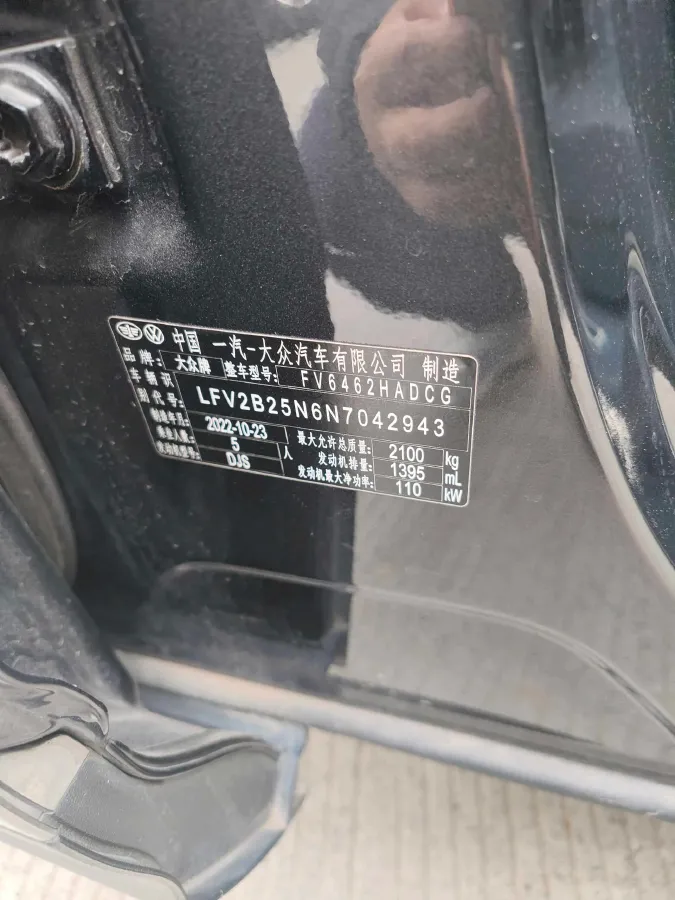 中国 一汽-大众汽车有限公司 制造
品牌: 大众牌 整车型号: FV6462HADCG
车辆识别代号: LFV2B25N6N7042943
制造年月: 2022-10-23 最大允许总质量: 2100 kg
乘坐人数: 5 人 发动机排量: 1395 mL
发动机型号: DJS 发动机最大净功率: 110 kW